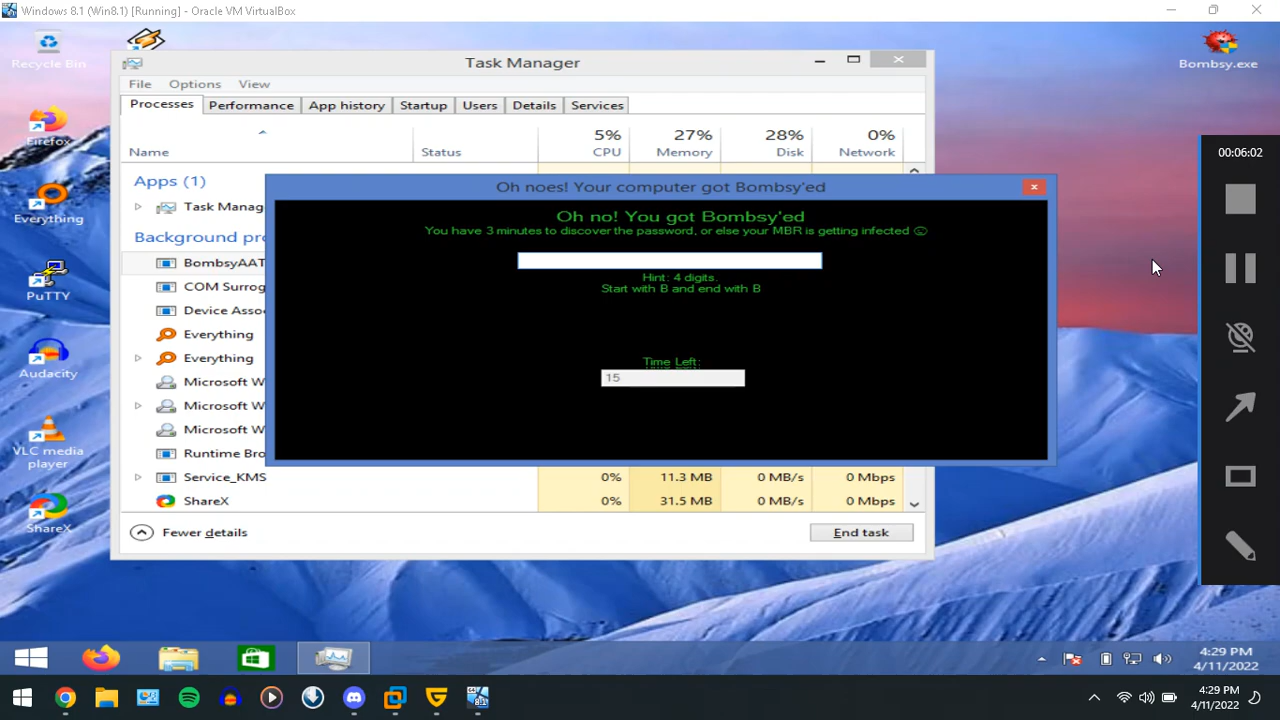 Windows 8.1 (Win8.1) [Running] - Oracle VM VirtualBox
Recycle Bin
Bombsy.exe
Task Manager
File Options View
Processes Performance App history Startup Users Details Services
5% 27% 28% 0%
Name Status CPU Memory Disk Network
00:06:02
Apps (1)
Task Manag
Background pr
BombsyAAT
COM Surrog
Device Asso
Everything
Everything
Microsoft W
Microsoft W
Microsoft W
Runtime Bro
Service_KMS 0% 11.3 MB 0 MB/s 0 Mbps
ShareX 0% 31.5 MB 0 MB/s 0 Mbps
Fewer details
End task
Oh noes! Your computer got Bombsy'ed
Oh no! You got Bombsy'ed
You have 3 minutes to discover the password, or else your MBR is getting infected ☹
Hint: 4 digits.
Start with B and end with B
Time Left:
15
Firefox
Everything
PuTTY
Audacity
VLC media
player
ShareX
4:29 PM
4/11/2022
4:29 PM
4/11/2022